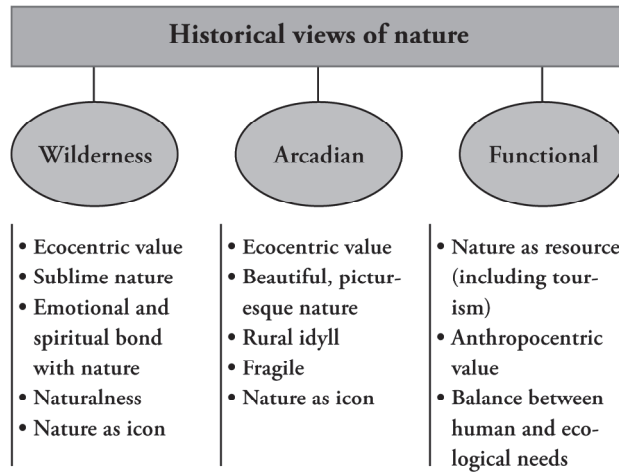 Historical views of nature
Wilderness
Arcadian
Functional
• Ecocentric value
• Sublime nature
• Emotional and
spiritual bond
with nature
• Naturalness
• Nature as icon
• Ecocentric value
• Beautiful, pictur-
esque nature
• Rural idyll
• Fragile
• Nature as icon
• Nature as resource
(including tour-
ism)
• Anthropocentric
value
• Balance between
human and eco-
logical needs